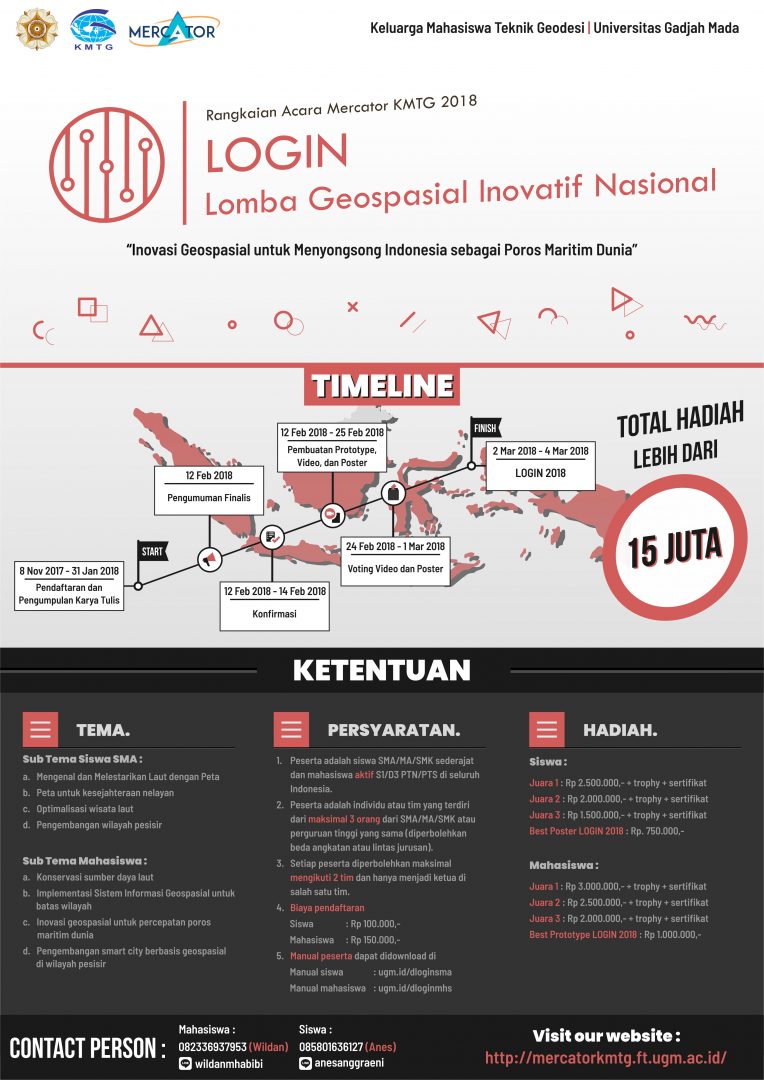 KMTG
MERCATOR
Keluarga Mahasiswa Teknik Geodesi | Universitas Gadjah Mada
Rangkaian Acara Mercator KMTG 2018
LOGIN
Lomba Geospasial Inovatif Nasional
“Inovasi Geospasial untuk Menyongsong Indonesia sebagai Poros Maritim Dunia”
TIMELINE
START
8 Nov 2017 - 31 Jan 2018
Pendaftaran dan
Pengumpulan Karya Tulis
12 Feb 2018
Pengumuman Finalis
12 Feb 2018 - 14 Feb 2018
Konfirmasi
12 Feb 2018 - 25 Feb 2018
Pembuatan Prototype,
Video, dan Poster
24 Feb 2018 - 1 Mar 2018
Voting Video dan Poster
FINISH
2 Mar 2018 - 4 Mar 2018
LOGIN 2018
TOTAL HADIAH
LEBIH DARI
15 JUTA
KETENTUAN
TEMA.
Sub Tema Siswa SMA :
a. Mengenal dan Melestarikan Laut dengan Peta
b. Peta untuk kesejahteraan nelayan
c. Optimalisasi wisata laut
d. Pengembangan wilayah pesisir
Sub Tema Mahasiswa :
a. Konservasi sumber daya laut
b. Implementasi Sistem Informasi Geospasial untuk
batas wilayah
c. Inovasi geospasial untuk percepatan poros
maritim dunia
d. Pengembangan smart city berbasis geospasial
di wilayah pesisir
PERSYARATAN.
1. Peserta adalah siswa SMA/MA/SMK sederajat
dan mahasiswa aktif S1/D3 PTN/PTS di seluruh
Indonesia.
2. Peserta adalah individu atau tim yang terdiri
dari maksimal 3 orang dari SMA/MA/SMK atau
perguruan tinggi yang sama (diperbolehkan
beda angkatan atau lintas jurusan).
3. Setiap peserta diperbolehkan maksimal
mengikuti 2 tim dan hanya menjadi ketua di
salah satu tim.
4. Biaya pendaftaran
Siswa : Rp 100.000,-
Mahasiswa : Rp 150.000,-
5. Manual peserta dapat didownload di
Manual siswa : ugm.id/dloginsma
Manual mahasiswa : ugm.id/dloginmhs
HADIAH.
Siswa :
Juara 1 : Rp 2.500.000,- + trophy + sertifikat
Juara 2 : Rp 2.000.000,- + trophy + sertifikat
Juara 3 : Rp 1.500.000,- + trophy + sertifikat
Best Poster LOGIN 2018 : Rp. 750.000,-
Mahasiswa :
Juara 1 : Rp 3.000.000,- + trophy + sertifikat
Juara 2 : Rp 2.500.000,- + trophy + sertifikat
Juara 3 : Rp 2.000.000,- + trophy + sertifikat
Best Prototype LOGIN 2018 : Rp 1.000.000,-
CONTACT PERSON :
Mahasiswa :
082336937953 (Wildan)
wildanmhabibi
Siswa :
085801636127 (Anes)
anesanggraeni
Visit our website :
http://mercatorkmtg.ft.ugm.ac.id/